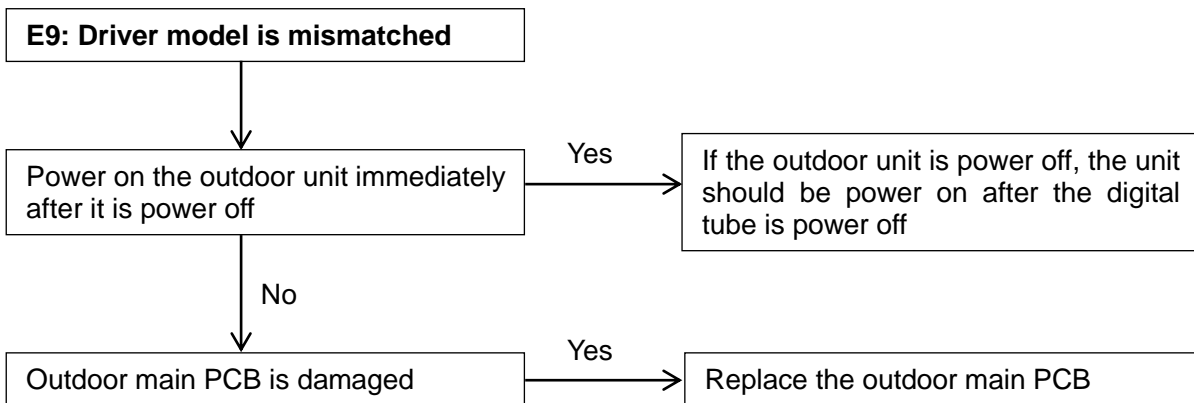 E9: Driver model is mismatched
Yes
Power on the outdoor unit immediately
after it is power off
If the outdoor unit is power off, the unit
should be power on after the digital
tube is power off
No
Yes
Outdoor main PCB is damaged
Replace the outdoor main PCB